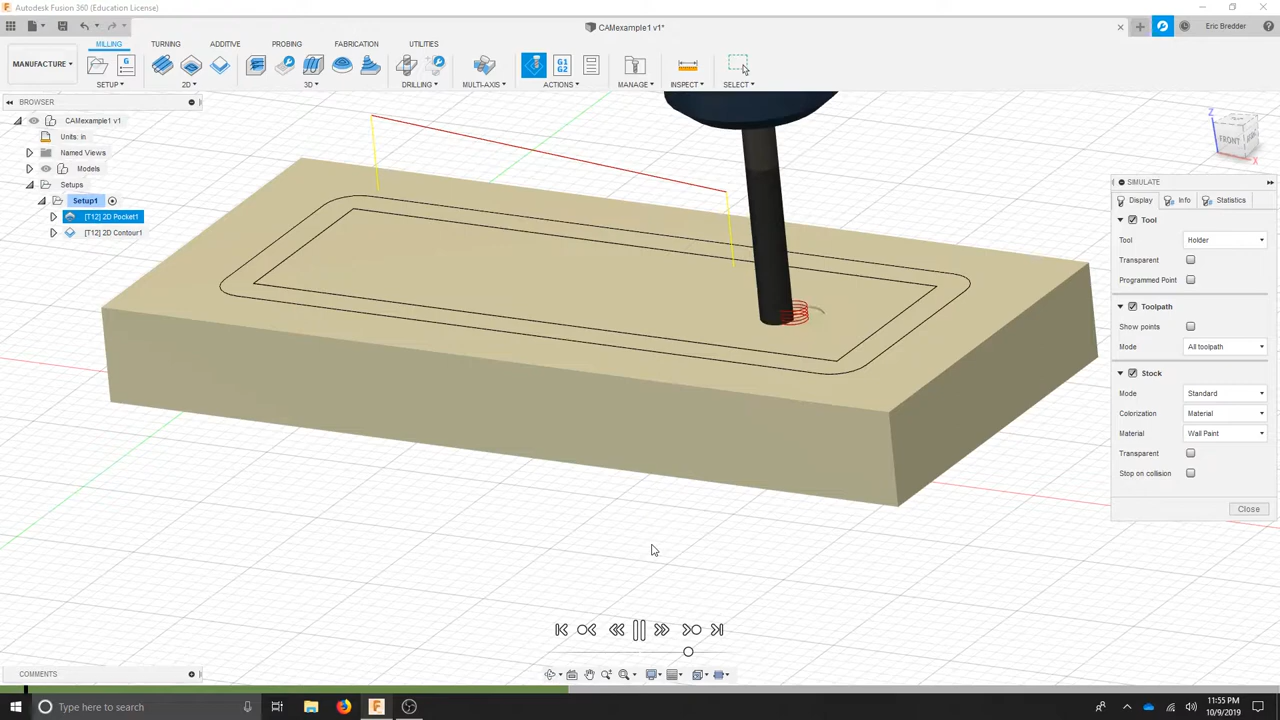 Autodesk Fusion 360 (Education License)
CAMexample1 v1*
Eric Bredder
MILLING TURNING ADDITIVE PROBING FABRICATION UTILITIES
MANUFACTURE
G1
G2
SETUP 2D 3D DRILLING MULTI-AXIS ACTIONS MANAGE INSPECT SELECT
BROWSER
CAMexample1 v1
Units: in
Named Views
Models
Setups
Setup1
[T12] 2D Pocket1
[T12] 2D Contour1
Z
FRONT
X
SIMULATE
Display Info Statistics
Tool
Tool Holder
Transparent
Programmed Point
Toolpath
Show points
Mode All toolpath
Stock
Mode Standard
Colorization Material
Material Wall Paint
Transparent
Stop on collision
Close
COMMENTS
Type here to search
11:55 PM
10/9/2019